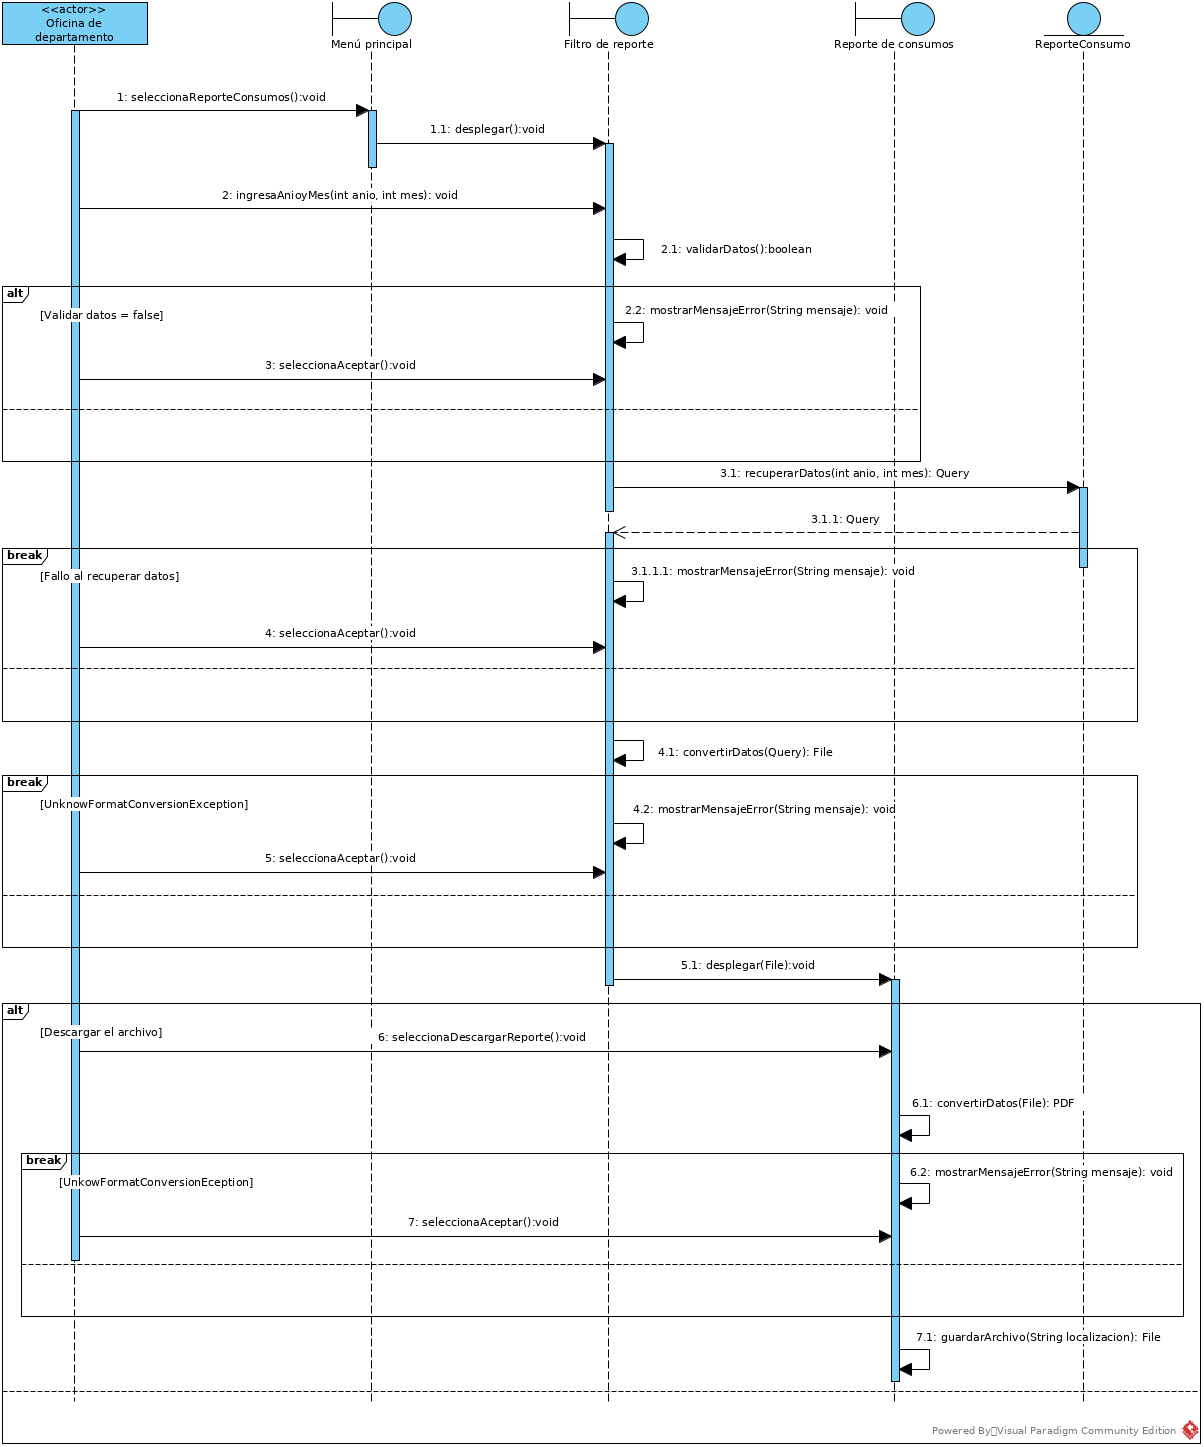 <<actor>>
Oficina de
departamento
Menú principal
Filtro de reporte
Reporte de consumos
ReporteConsumo
1: seleccionaReporteConsumos():void
1.1: desplegar():void
2: ingresaAnioyMes(int anio, int mes): void
2.1: validarDatos():boolean
alt
[Validar datos = false]
2.2: mostrarMensajeError(String mensaje): void
3: seleccionaAceptar():void
3.1: recuperarDatos(int anio, int mes): Query
3.1.1: Query
break
[Fallo al recuperar datos]
3.1.1.1: mostrarMensajeError(String mensaje): void
4: seleccionaAceptar():void
4.1: convertirDatos(Query): File
break
[UnknowFormatConversionException]
4.2: mostrarMensajeError(String mensaje): void
5: seleccionaAceptar():void
5.1: desplegar(File):void
alt
[Descargar el archivo]
6: seleccionaDescargarReporte():void
6.1: convertirDatos(File): PDF
break
[UnkowFormatConversionEception]
6.2: mostrarMensajeError(String mensaje): void
7: seleccionaAceptar():void
7.1: guardarArchivo(String localizacion): File
Powered By Visual Paradigm Community Edition